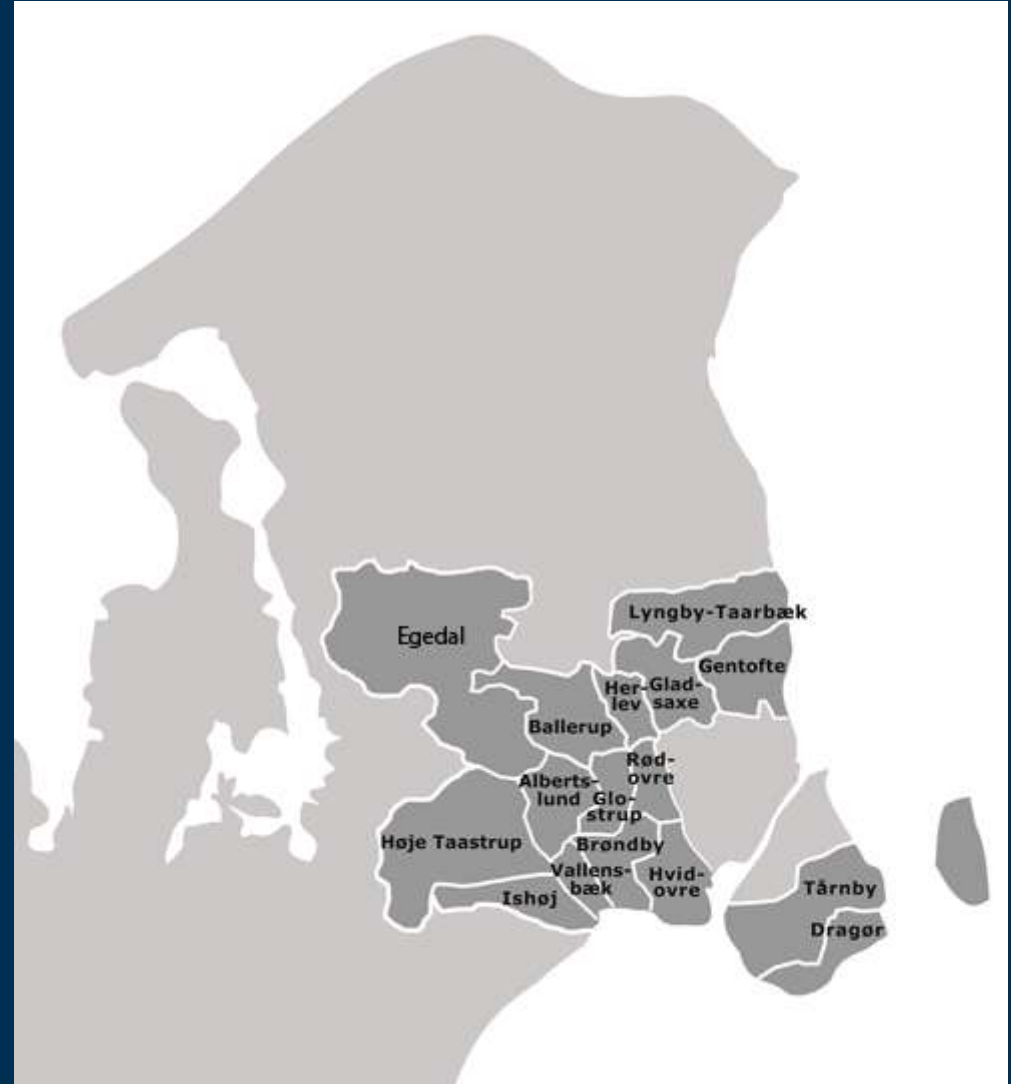 Lyngby-Taarbæk
Egedal
Gentofte
Her-
lev
Glad-
saxe
Ballerup
Rød-
ovre
Alberts-
lund
Glo-
strup
Høje Taastrup
Brøndby
Vallens-
bæk
Hvid-
ovre
Ishøj
Tårnby
Dragør